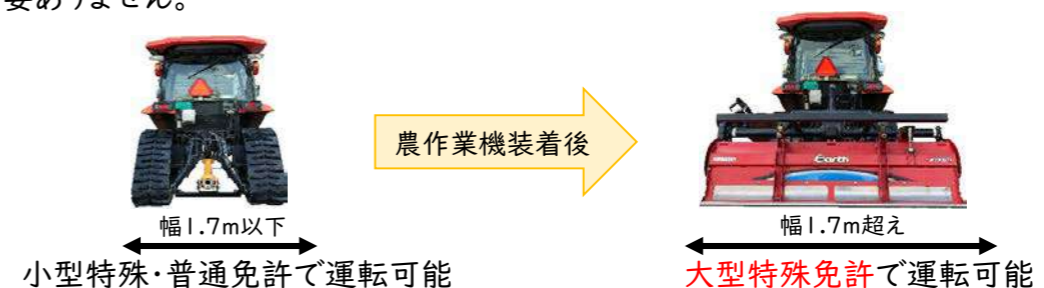 要ありません。
農作業機装着後
Earth
幅1.7m以下
幅1.7m超え
小型特殊・普通免許で運転可能
大型特殊免許で運転可能